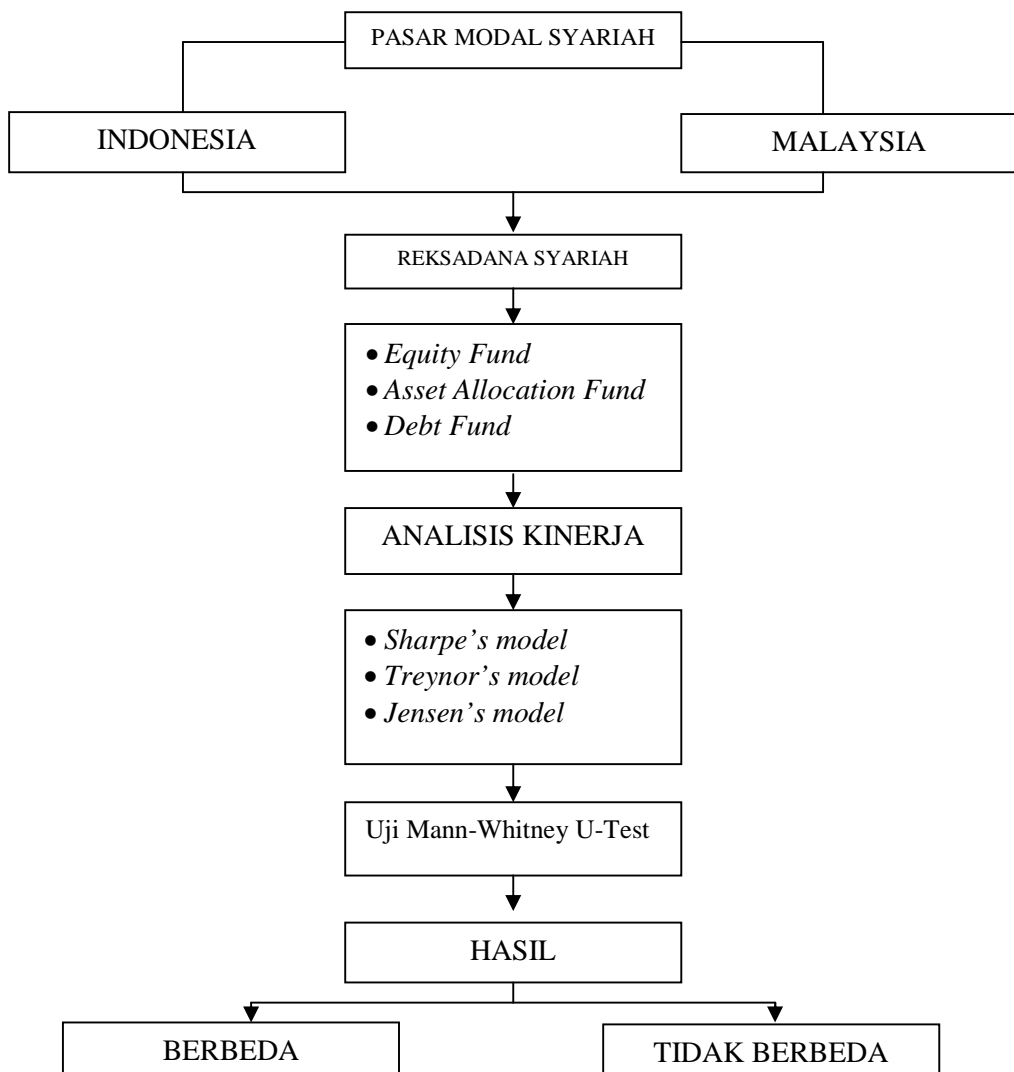 PASAR MODAL SYARIAH
INDONESIA
MALAYSIA
REKSADANA SYARIAH
• Equity Fund
• Asset Allocation Fund
• Debt Fund
ANALISIS KINERJA
• Sharpe’s model
• Treynor’s model
• Jensen’s model
Uji Mann-Whitney U-Test
HASIL
BERBEDA
TIDAK BERBEDA